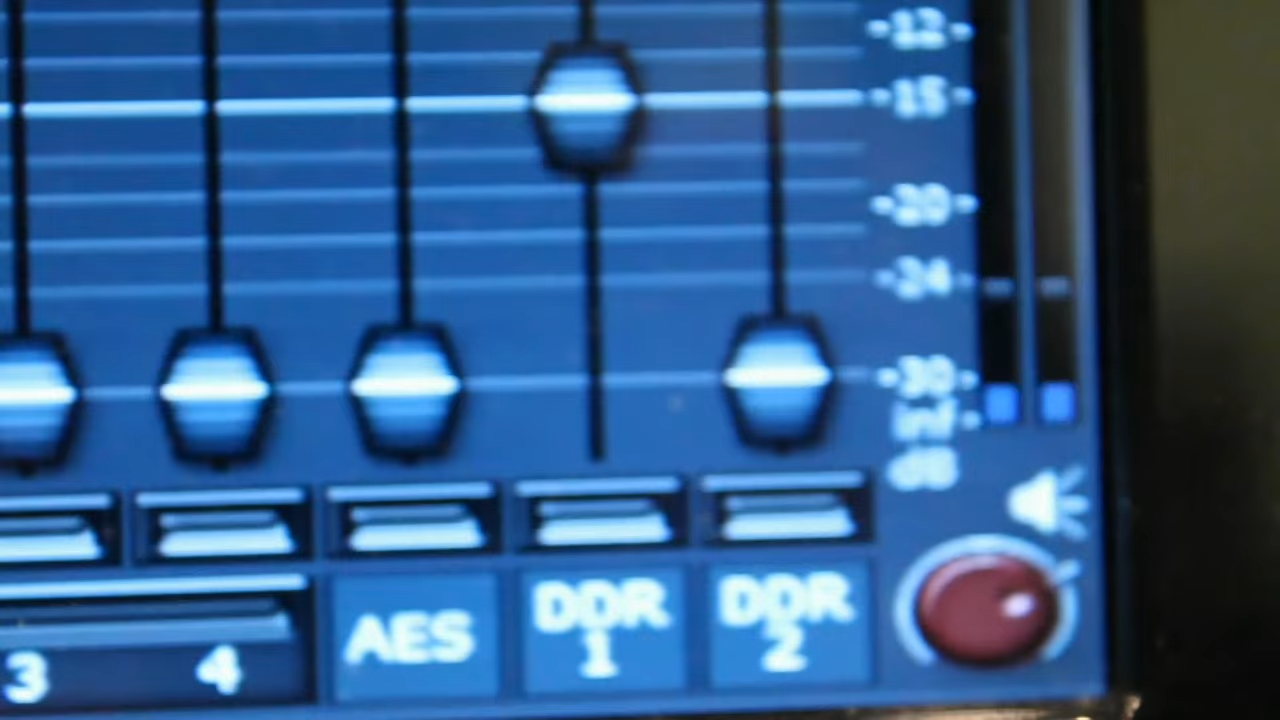 -12-
-15-
-20-
-24-
-30-
inf-
dB
3
4
AES
DDR
1
DDR
2